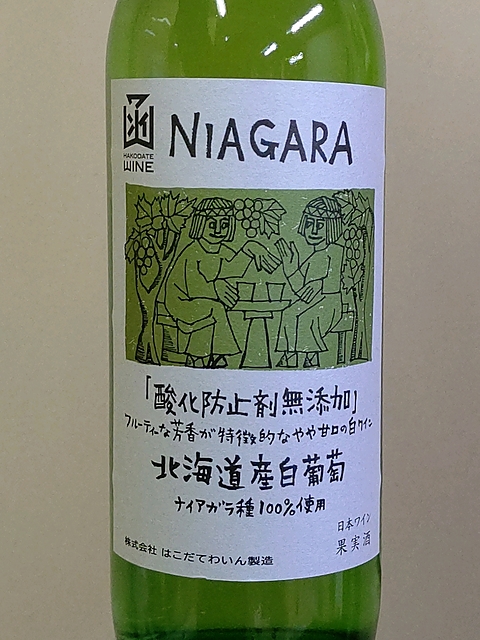 HAKODATE
WINE
NIAGARA
「酸化防止剤無添加」
フルーティーな芳香が特徴的なやや甘口の白ワイン
北海道産白葡萄
ナイアガラ種100%使用
日本ワイン
果実酒
株式会社 はこだてわいん製造